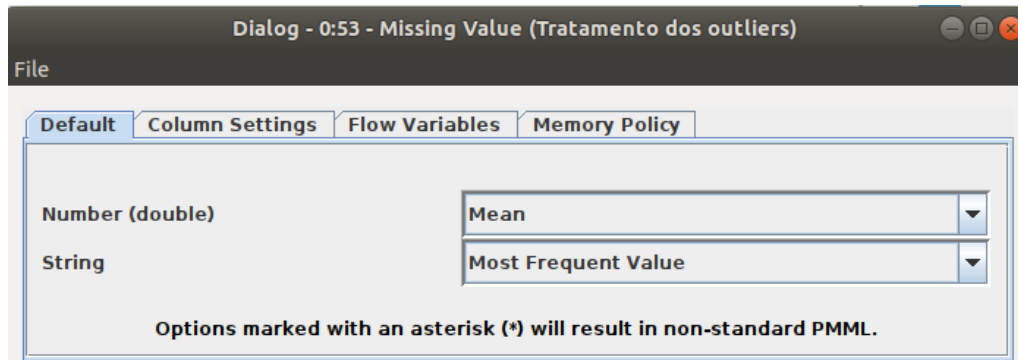 Dialog - 0:53 - Missing Value (Tratamento dos outliers)
File
Default Column Settings Flow Variables Memory Policy
Number (double) Mean
String Most Frequent Value
Options marked with an asterisk (*) will result in non-standard PMML.